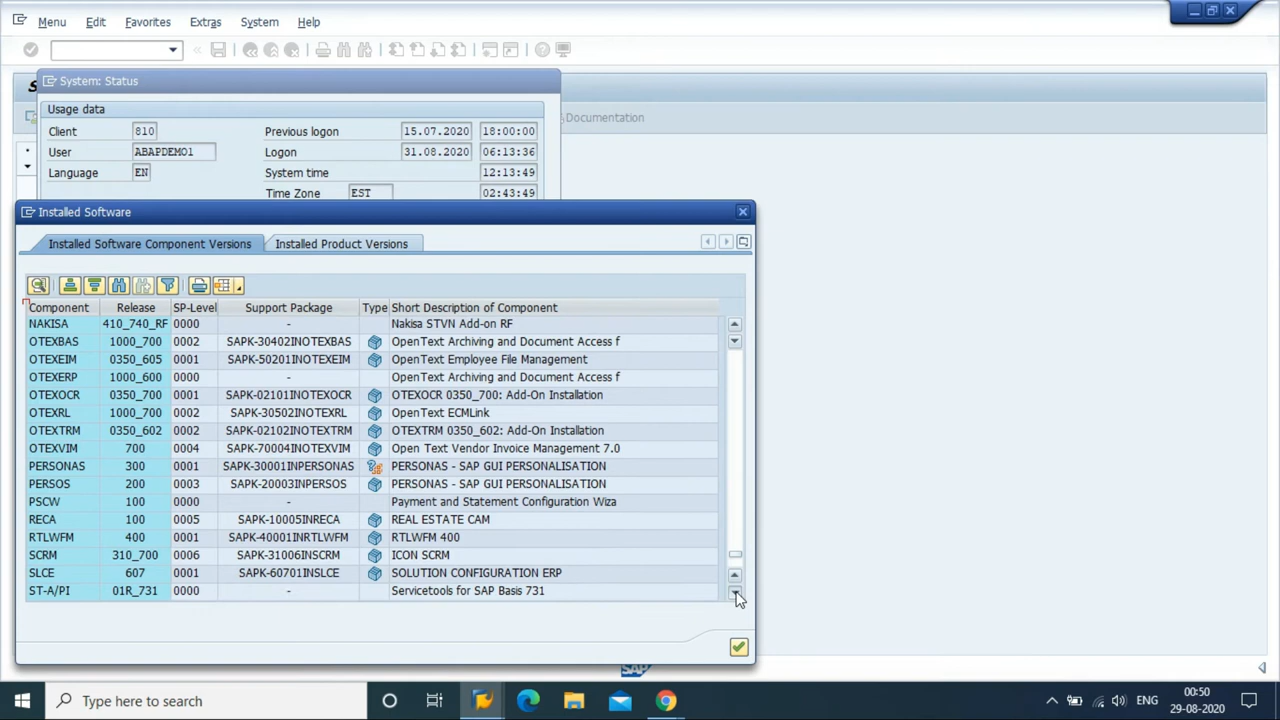 Menu Edit Favorites Extras System Help
System: Status
Usage data
Documentation
Client 810 Previous logon 15.07.2020 18:00:00
User ABAPDEMO1 Logon 31.08.2020 06:13:36
Language EN System time 12:13:49
Time Zone EST 02:43:49
Installed Software
Installed Software Component Versions Installed Product Versions
Component Release SP-Level Support Package Type Short Description of Component
NAKISA 410_740_RF 0000 - Nakisa STVN Add-on RF
OTEXBAS 1000_700 0002 SAPK-30402INOTEXBAS OpenText Archiving and Document Access f
OTEXEIM 0350_605 0001 SAPK-50201INOTEXEIM OpenText Employee File Management
OTEXERP 1000_600 0000 - OpenText Archiving and Document Access f
OTEXOCR 0350_700 0001 SAPK-02101INOTEXOCR OTEXOCR 0350_700: Add-On Installation
OTEXRL 1000_700 0002 SAPK-30502INOTEXRL OpenText ECMLink
OTEXTRM 0350_602 0002 SAPK-02102INOTEXTRM OTEXTRM 0350_602: Add-On Installation
OTEXVIM 700 0004 SAPK-70004INOTEXVIM Open Text Vendor Invoice Management 7.0
PERSONAS 300 0001 SAPK-30001INPERSONAS PERSONAS - SAP GUI PERSONALISATION
PERSOS 200 0003 SAPK-20003INPERSOS PERSONAS - SAP GUI PERSONALISATION
PSCW 100 0000 - Payment and Statement Configuration Wiza
RECA 100 0005 SAPK-10005INRECA REAL ESTATE CAM
RTLWFM 400 0001 SAPK-40001INRTLWFM RTLWFM 400
SCRM 310_700 0006 SAPK-31006INSCRM ICON SCRM
SLCE 607 0001 SAPK-60701INSLCE SOLUTION CONFIGURATION ERP
ST-A/PI 01R_731 0000 - Servicetools for SAP Basis 731
SAP
Type here to search
ENG
00:50
29-08-2020